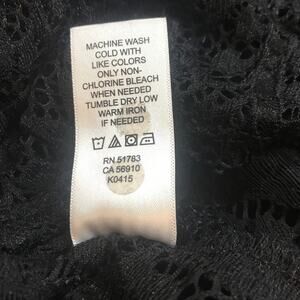 MACHINE WASH
COLD WITH
LIKE COLORS
ONLY NON-
CHLORINE BLEACH
WHEN NEEDED
TUMBLE DRY LOW
WARM IRON
IF NEEDED
RN 51783
CA 56910
K0415